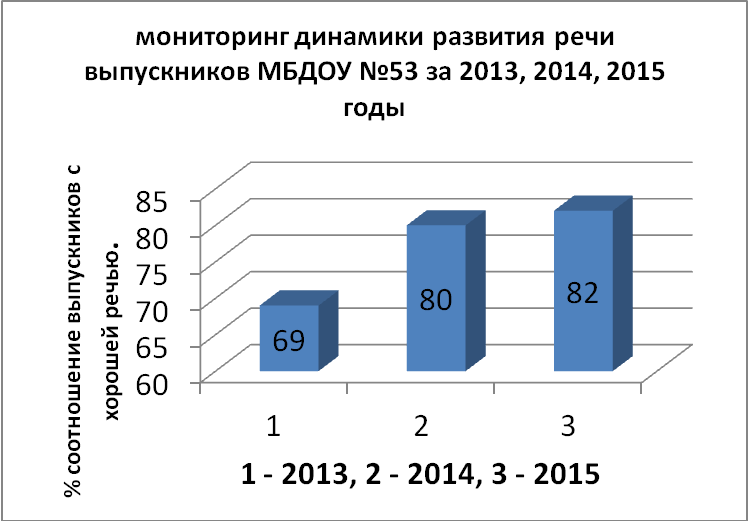 мониторинг динамики развития речи
выпускников МБДОУ №53 за 2013, 2014, 2015
годы
% соотношение выпускников с
хорошей речью.
85
80
75
70
65
60
69
80
82
1
2
3
1 - 2013, 2 - 2014, 3 - 2015